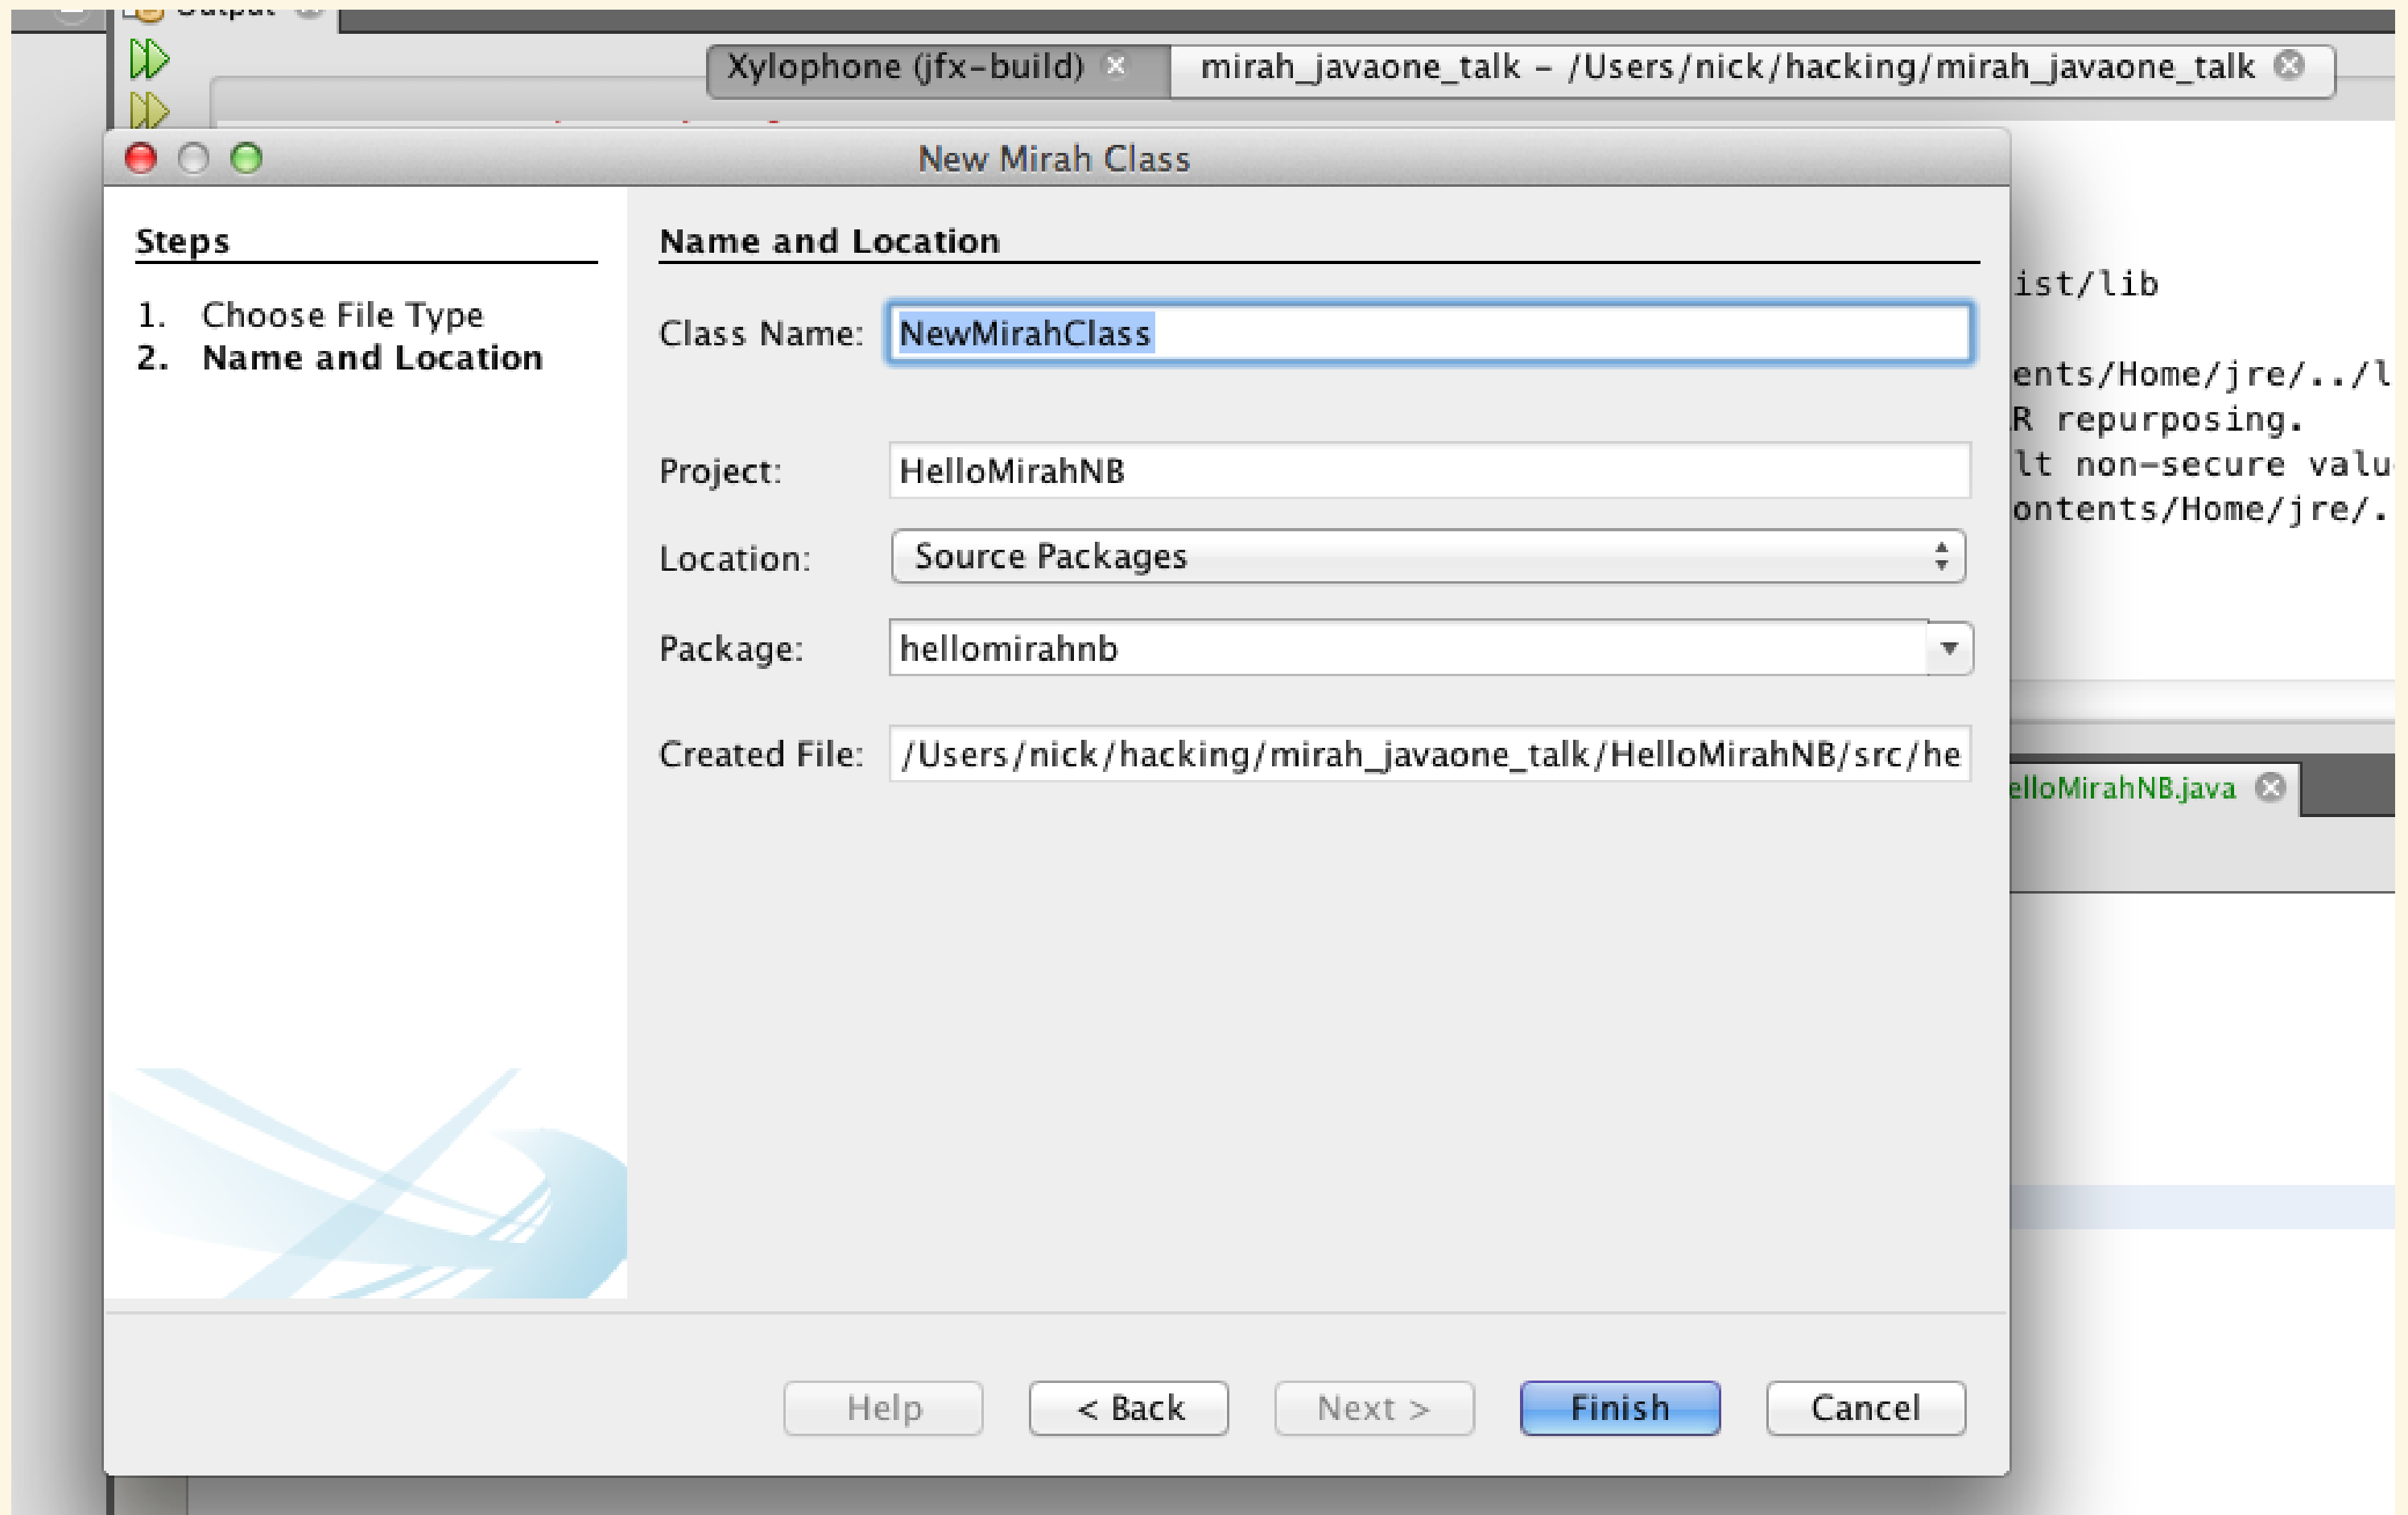 Output
Xylophone (jfx-build) mirah_javaone_talk - /Users/nick/hacking/mirah_javaone_talk
New Mirah Class
Steps
1. Choose File Type
2. Name and Location
Name and Location
Class Name: NewMirahClass
Project: HelloMirahNB
Location: Source Packages
Package: hellomirahnb
Created File: /Users/nick/hacking/mirah_javaone_talk/HelloMirahNB/src/he
Help < Back Next > Finish Cancel
ist/lib
ents/Home/jre/../l
R repurposing.
lt non-secure valu
ontents/Home/jre/.
elloMirahNB.java